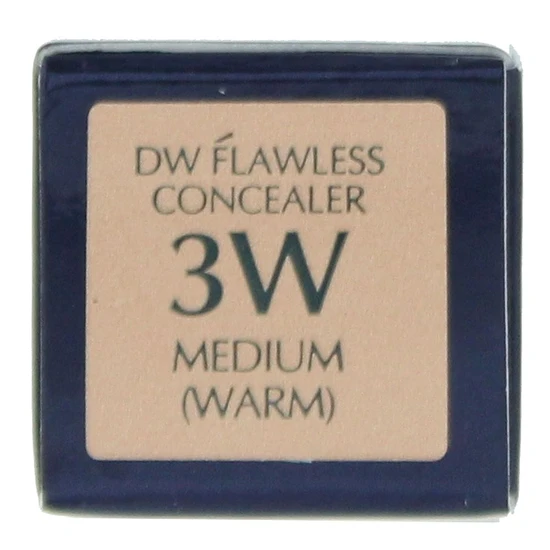 DW FLAWLESS
CONCEALER
3W
MEDIUM
(WARM)